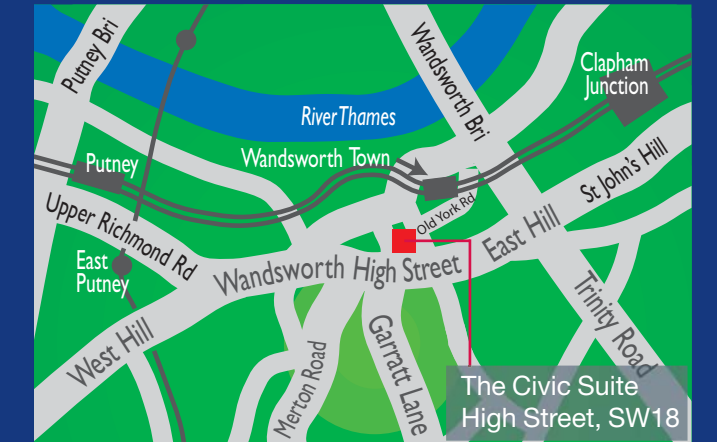 Putney Bri
Wandsworth Bri
Clapham
Junction
River Thames
Wandsworth Town
Putney
St John's Hill
Old York Rd
Upper Richmond Rd
East Hill
East
Putney
Wandsworth High Street
West Hill
Merton Road
Garratt Lane
Trinity Road
The Civic Suite
High Street, SW18